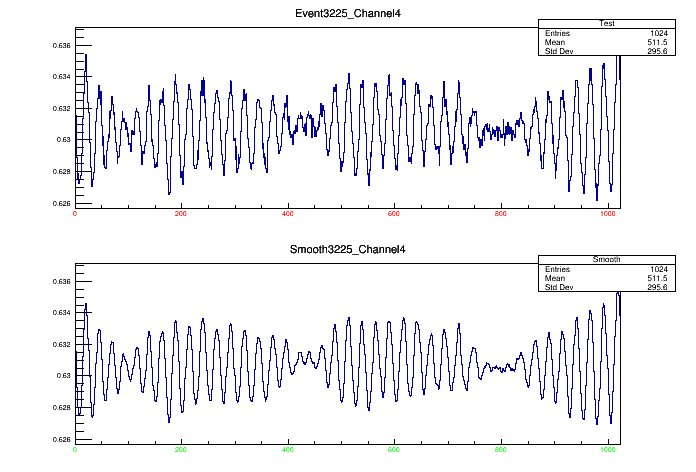 Event3225_Channel4
Test
Entries 1024
Mean 511.5
Std Dev 295.6
0.636
0.634
0.632
0.63
0.628
0.626
0 200 400 600 800 1000
Smooth3225_Channel4
Smooth
Entries 1024
Mean 511.5
Std Dev 295.6
0.636
0.634
0.632
0.63
0.628
0.626
0 200 400 600 800 1000